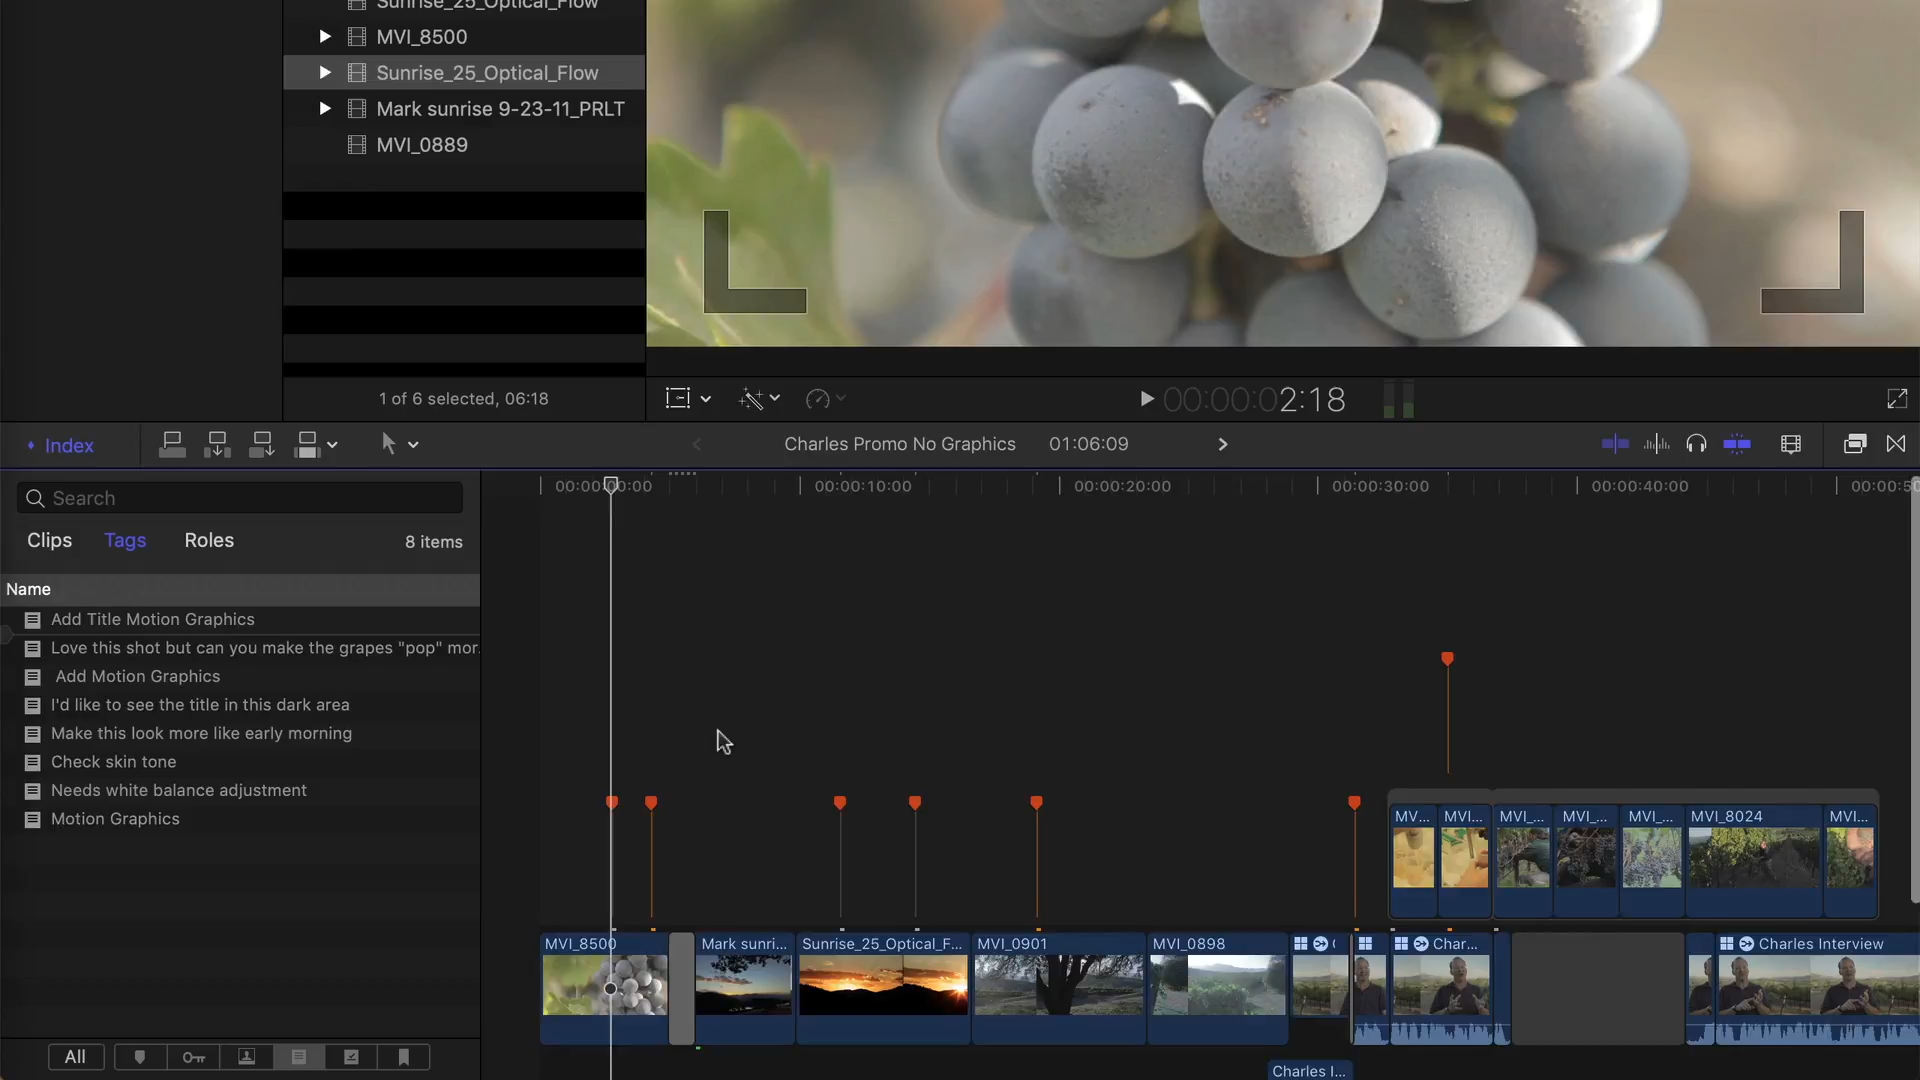 Sunrise_25_Optical_Flow
MVI_8500
Sunrise_25_Optical_Flow
Mark sunrise 9-23-11_PRLT
MVI_0889
1 of 6 selected, 06:18
00:00:02:18
Index
Charles Promo No Graphics 01:06:09
Search
Clips Tags Roles 8 items
Name
Add Title Motion Graphics
Love this shot but can you make the grapes "pop" mor.
Add Motion Graphics
I'd like to see the title in this dark area
Make this look more like early morning
Check skin tone
Needs white balance adjustment
Motion Graphics
All
00:00:00:00 00:00:10:00 00:00:20:00 00:00:30:00 00:00:40:00 00:00:50
MV... MVI... MVI_... MVI_... MVI_... MVI_8024 MVI...
MVI_8500 Mark sunri... Sunrise_25_Optical_F... MVI_0901 MVI_0898 Char... Charles Interview
Charles I...